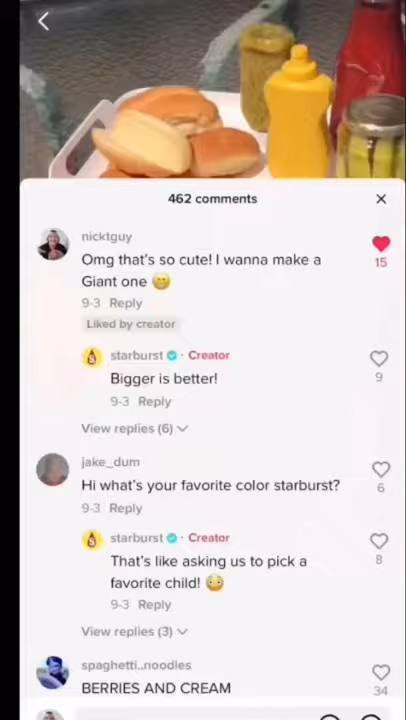 462 comments
nicktguy
Omg that's so cute! I wanna make a
Giant one 😁
15
9-3 Reply
Liked by creator
starburst · Creator
Bigger is better!
9
9-3 Reply
View replies (6)
jake_dum
Hi what's your favorite color starburst?
6
9-3 Reply
starburst · Creator
That's like asking us to pick a
favorite child! 😳
8
9-3 Reply
View replies (3)
spaghetti..noodles
BERRIES AND CREAM
34